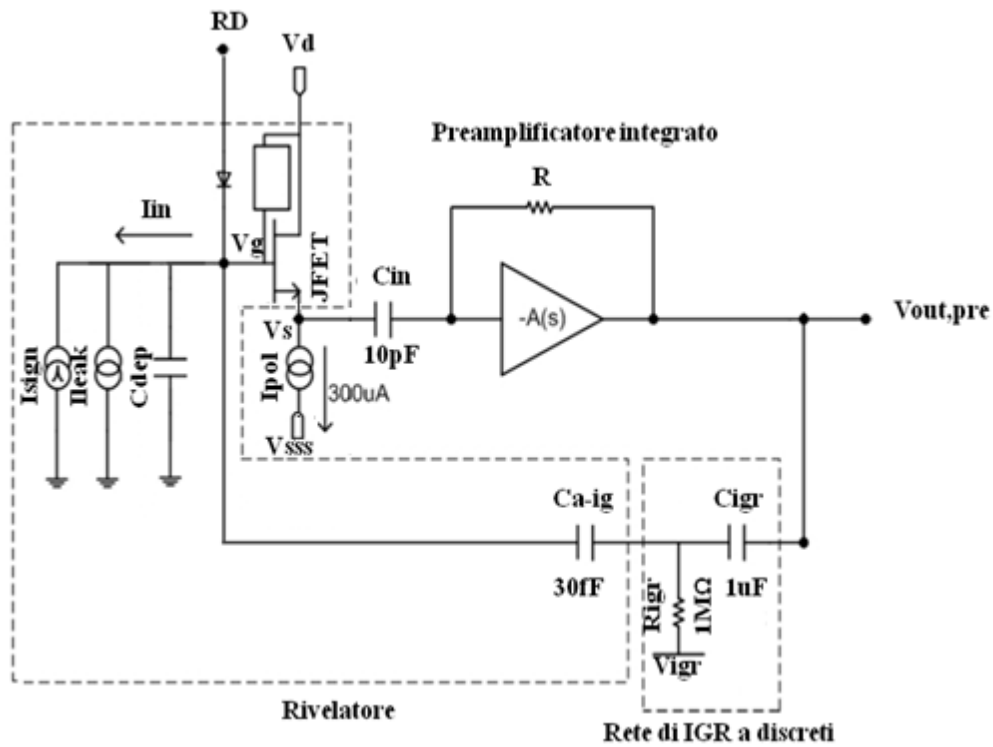 RD
Vd
Preamplificatore integrato
R
Iin
Vg
JFET
Cin
-A(s)
Vout,pre
Vs
10pF
Isign
Ileak
Cdep
Ipol
300uA
Vsss
Ca-ig
Cigr
30fF
Rigr
1MΩ
1uF
Vigr
Rivelatore
Rete di IGR a discreti